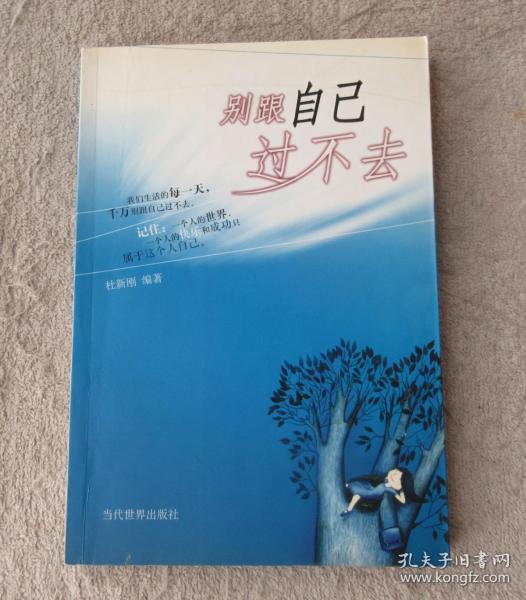 别跟自己
过不去
我们生活的每一天，
千万别跟自己过不去。
记住：一个人的世界，
一个人的快乐和成功只
属于这个人自己。
杜新刚 编著
当代世界出版社
孔夫子旧书网
www.kongfz.com